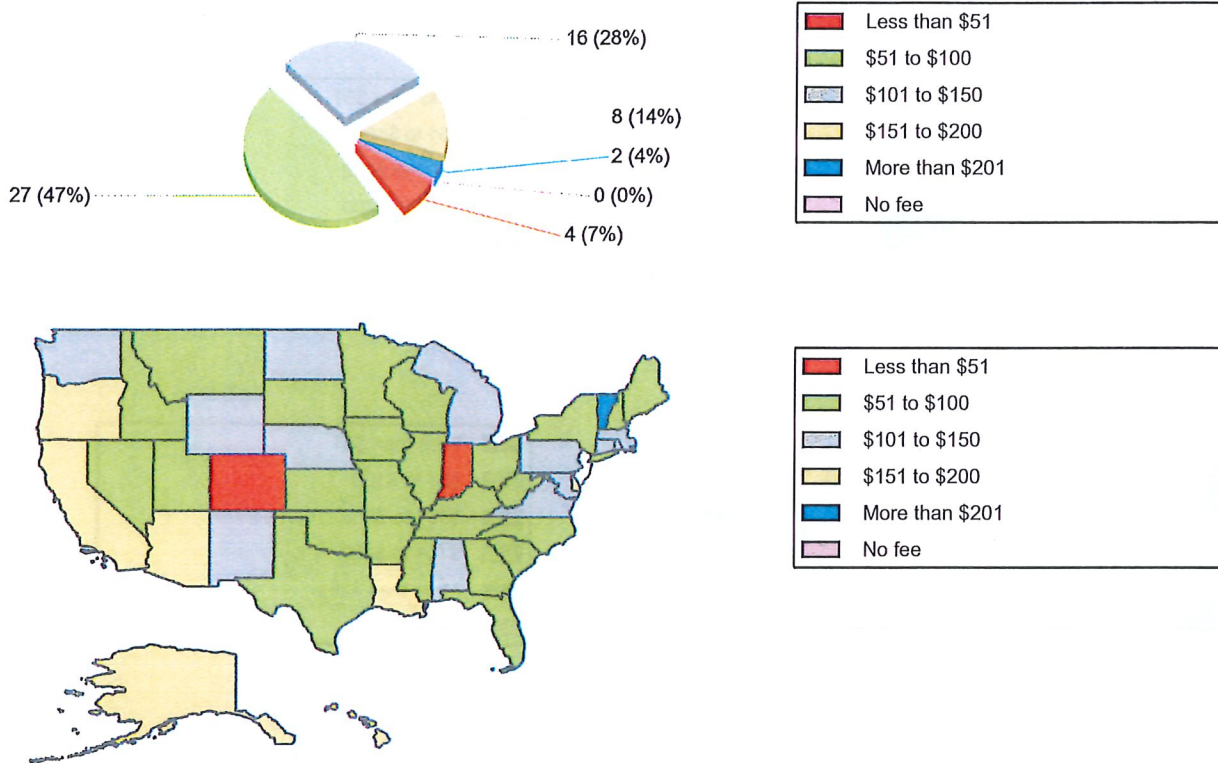 16 (28%)
8 (14%)
2 (4%)
0 (0%)
4 (7%)
27 (47%)
Less than $51
$51 to $100
$101 to $150
$151 to $200
More than $201
No fee
Less than $51
$51 to $100
$101 to $150
$151 to $200
More than $201
No fee